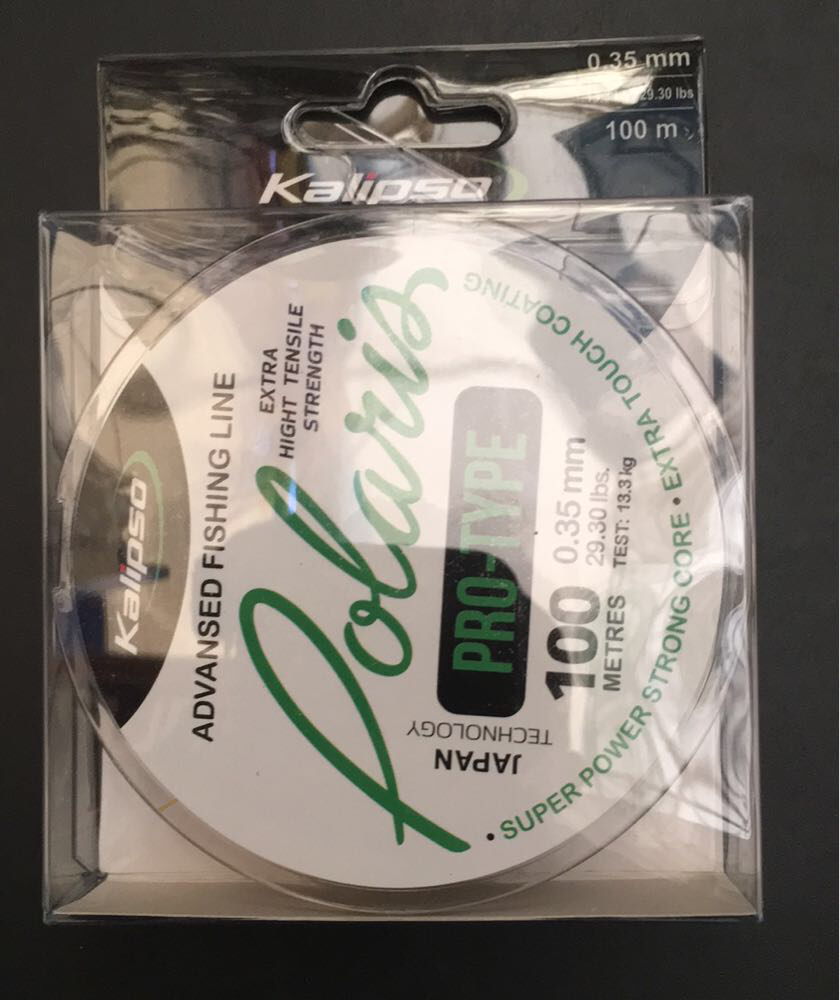 0.35 mm
29.30 lbs
100 m
Kalipso
Kalipso
ADVANSED FISHING LINE
EXTRA
HIGHT TENSILE
STRENGTH
Polaris
PRO-TYPE
100
METRES
0.35 mm
29.30 lbs.
TEST: 13.3 kg
JAPAN
TECHNOLOGY
• SUPER POWER STRONG CORE • EXTRA TOUCH COATING